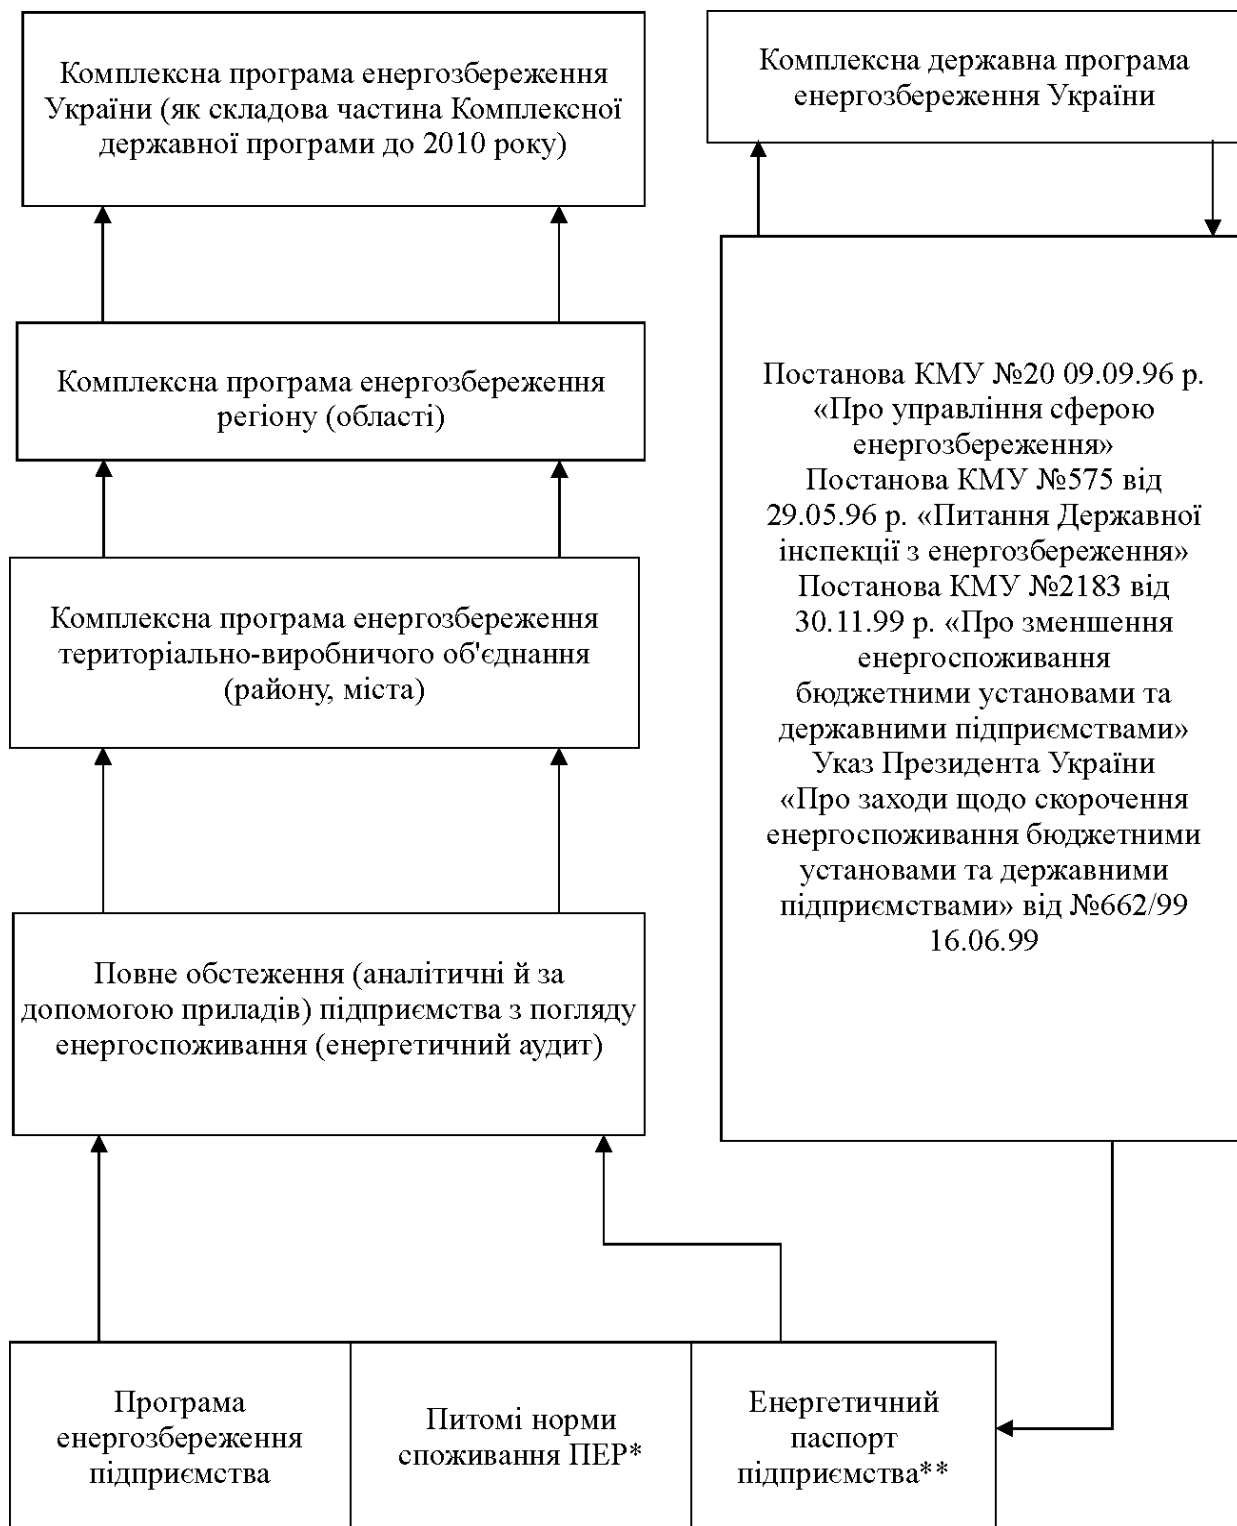 Комплексна програма енергозбереження
України (як складова частина Комплексної
державної програми до 2010 року)
Комплексна програма енергозбереження
регіону (області)
Комплексна програма енергозбереження
територіально-виробничого об'єднання
(району, міста)
Повне обстеження (аналітичні й за
допомогою приладів) підприємства з погляду
енергоспоживання (енергетичний аудит)
Комплексна державна програма
енергозбереження України
Постанова КМУ №20 09.09.96 р.
«Про управління сферою
енергозбереження»
Постанова КМУ №575 від
29.05.96 р. «Питання Державної
інспекції з енергозбереження»
Постанова КМУ №2183 від
30.11.99 р. «Про зменшення
енергоспоживання
бюджетними установами та
державними підприємствами»
Указ Президента України
«Про заходи щодо скорочення
енергоспоживання бюджетними
установами та державними
підприємствами» від №662/99
16.06.99
Програма
енергозбереження
підприємства
Питомі норми
споживання ПЕР*
Енергетичний
паспорт
підприємства**